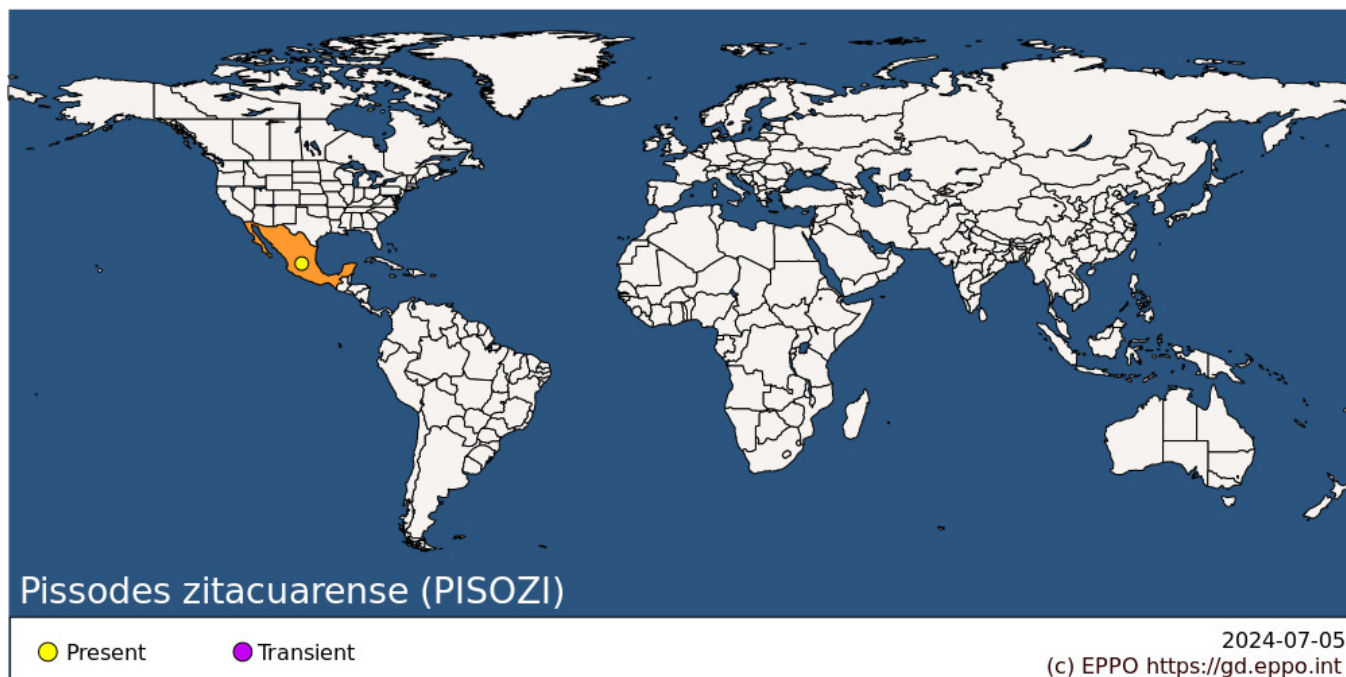 Pissodes zitacuarense (PISOZI)
Present
Transient
2024-07-05
(c) EPPO https://gd.eppo.int